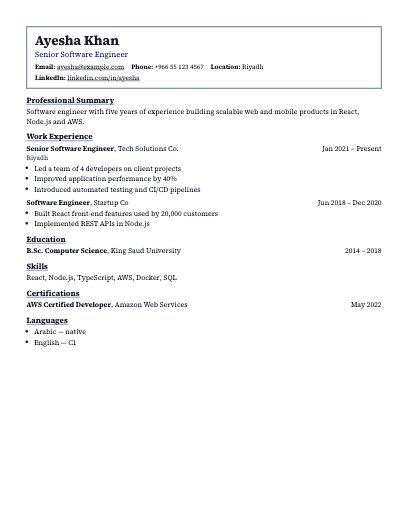 Ayesha Khan
Senior Software Engineer
Email: ayesha@example.com Phone: +966 55 123 4567 Location: Riyadh
LinkedIn: linkedin.com/in/ayesha
Professional Summary
Software engineer with five years of experience building scalable web and mobile products in React,
Node.js and AWS.
Work Experience
Senior Software Engineer, Tech Solutions Co. Jan 2021 – Present
Riyadh
• Led a team of 4 developers on client projects
• Improved application performance by 40%
• Introduced automated testing and CI/CD pipelines
Software Engineer, Startup Co Jun 2018 – Dec 2020
• Built React front-end features used by 20,000 customers
• Implemented REST APIs in Node.js
Education
B.Sc. Computer Science, King Saud University 2014 – 2018
Skills
React, Node.js, TypeScript, AWS, Docker, SQL
Certifications
AWS Certified Developer, Amazon Web Services May 2022
Languages
• Arabic — native
• English — C1